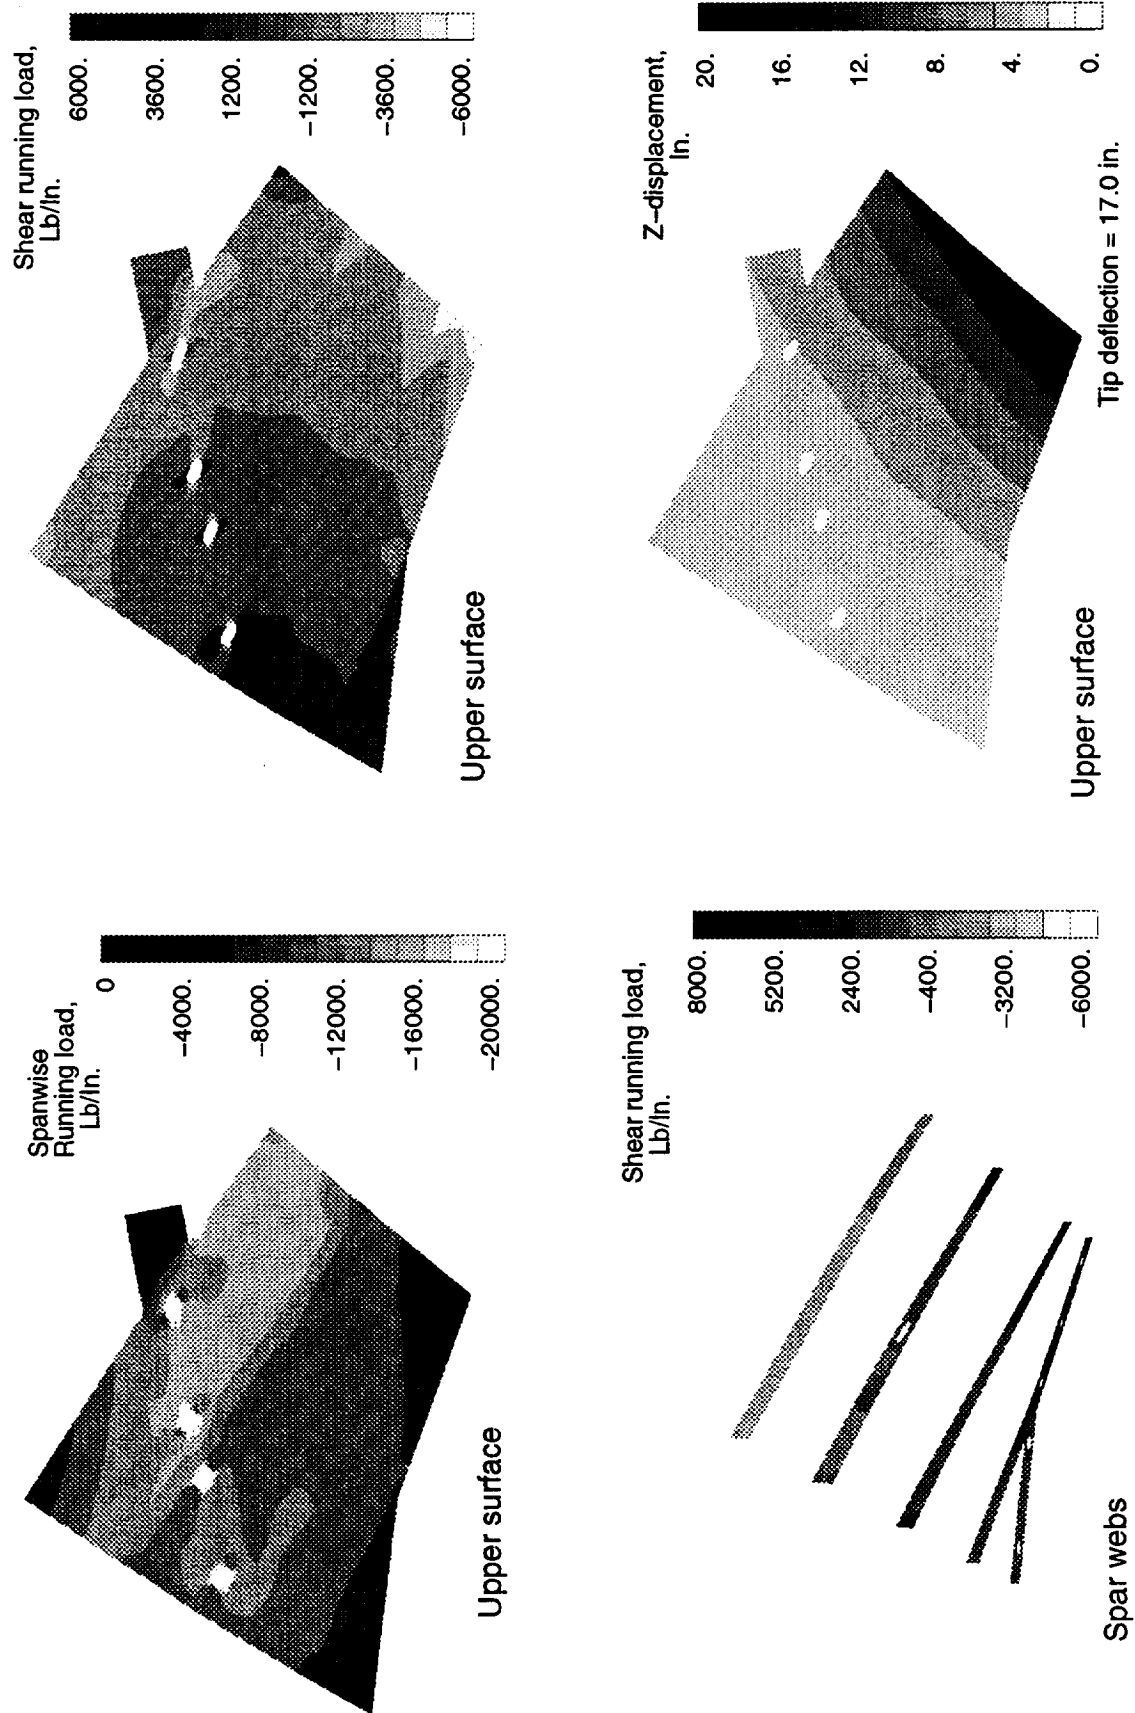 Spanwise
Running load,
Lb/In.
0
−4000.
−8000.
−12000.
−16000.
−20000.
Upper surface
Shear running load,
Lb/In.
6000.
3600.
1200.
−1200.
−3600.
−6000.
Upper surface
Shear running load,
Lb/In.
8000.
5200.
2400.
−400.
−3200.
−6000.
Spar webs
Z−displacement,
In.
20.
16.
12.
8.
4.
0.
Tip deflection = 17.0 in.
Upper surface